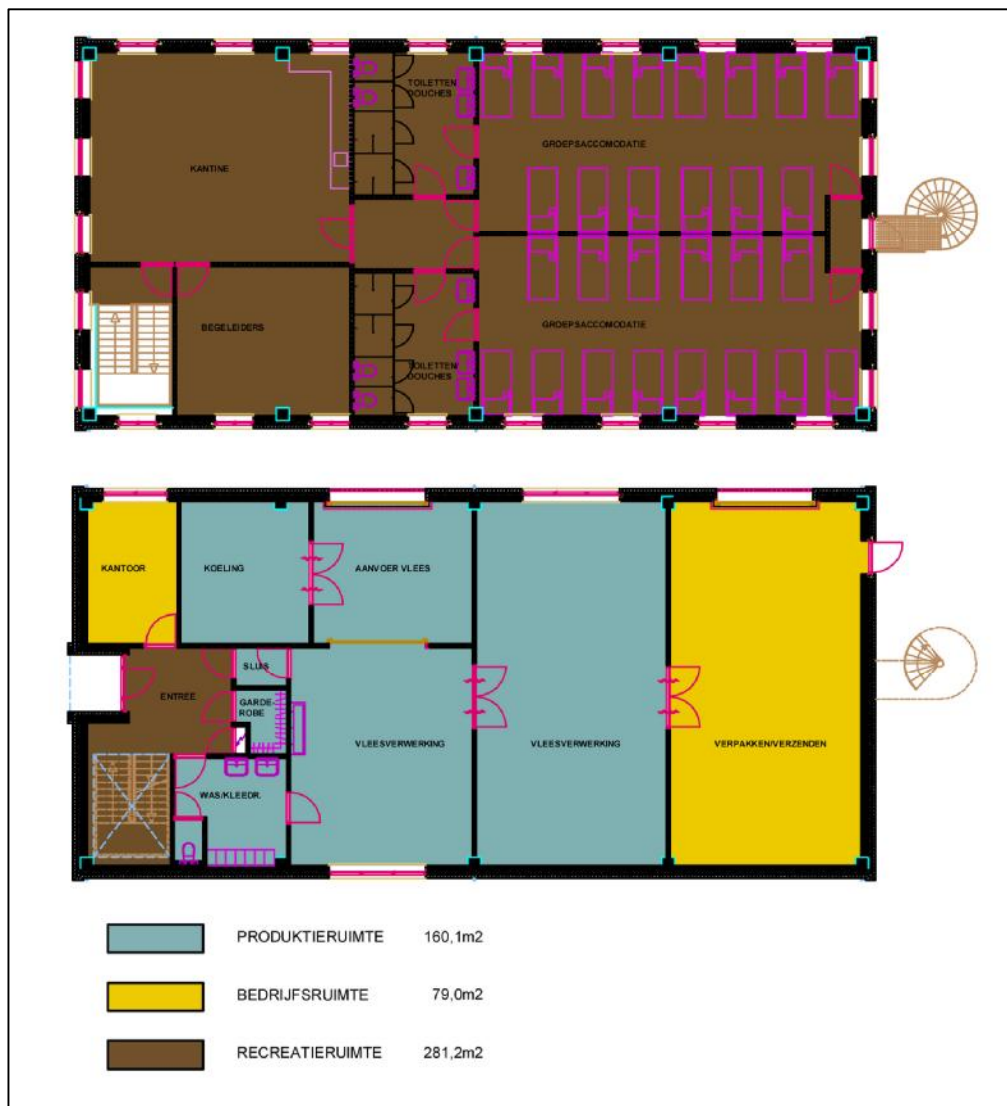 TOILETTEN
DOUCHES
GROEPSACCOMODATIE
KANTINE
BEGELEIDERS
GROEPSACCOMODATIE
TOILETTEN
DOUCHES
KANTOOR
KOELING
AANVOER VLEES
SLUIS
ENTREE
GARDE-
ROBE
VLEESVERWERKING
VLEESVERWERKING
VERPAKKEN/VERZENDEN
WAS/KLEEDR.
PRODUKTIERUIMTE 160,1m2
BEDRIJFSRUIMTE 79,0m2
RECREATIERUIMTE 281,2m2